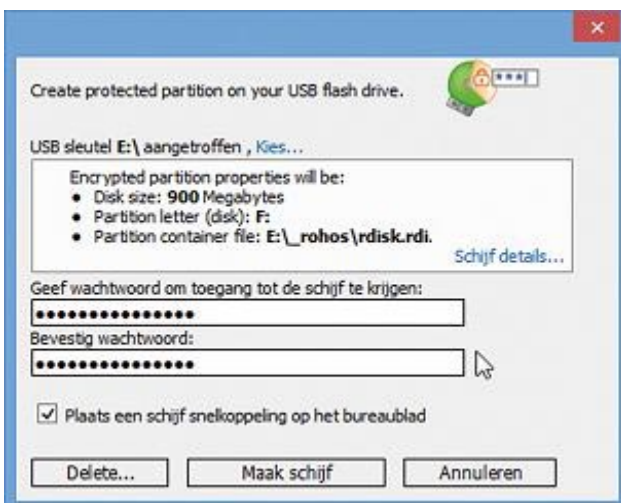 Create protected partition on your USB flash drive.
***
USB sleutel E:\ aangetroffen , Kies...
Encrypted partition properties will be:
• Disk size: 900 Megabytes
• Partition letter (disk): F:
• Partition container file: E:\_rohos\rdisk.rdi.
Schijf details...
Geef wachtwoord om toegang tot de schijf te krijgen:
●●●●●●●●●●●●●●●
Bevestig wachtwoord:
●●●●●●●●●●●●●●●
Plaats een schijf snelkoppeling op het bureaublad
Delete... Maak schijf Annuleren